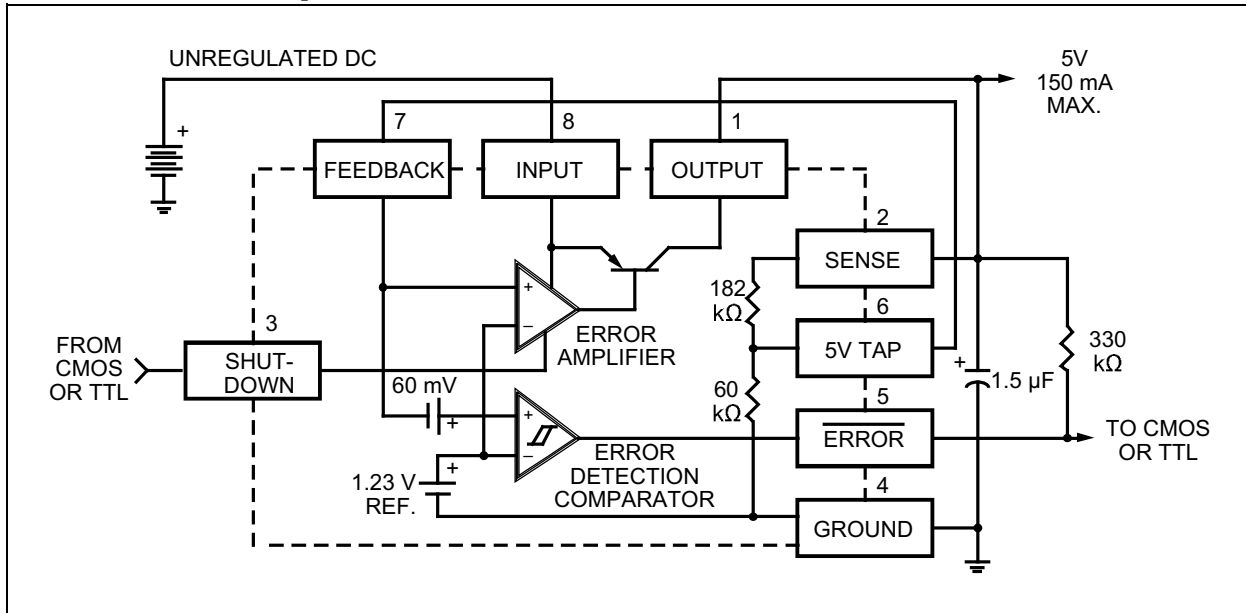 UNREGULATED DC
5V
150 mA
MAX.
+
7
8
1
FEEDBACK
INPUT
OUTPUT
2
SENSE
182
kΩ
6
5V TAP
+
–
ERROR
AMPLIFIER
3
FROM
CMOS
OR TTL
SHUT-
DOWN
60 mV
+
+
–
60
kΩ
+
1.5 µF
330
kΩ
5
ERROR
TO CMOS
OR TTL
ERROR
DETECTION
COMPARATOR
+
1.23 V
REF.
4
GROUND